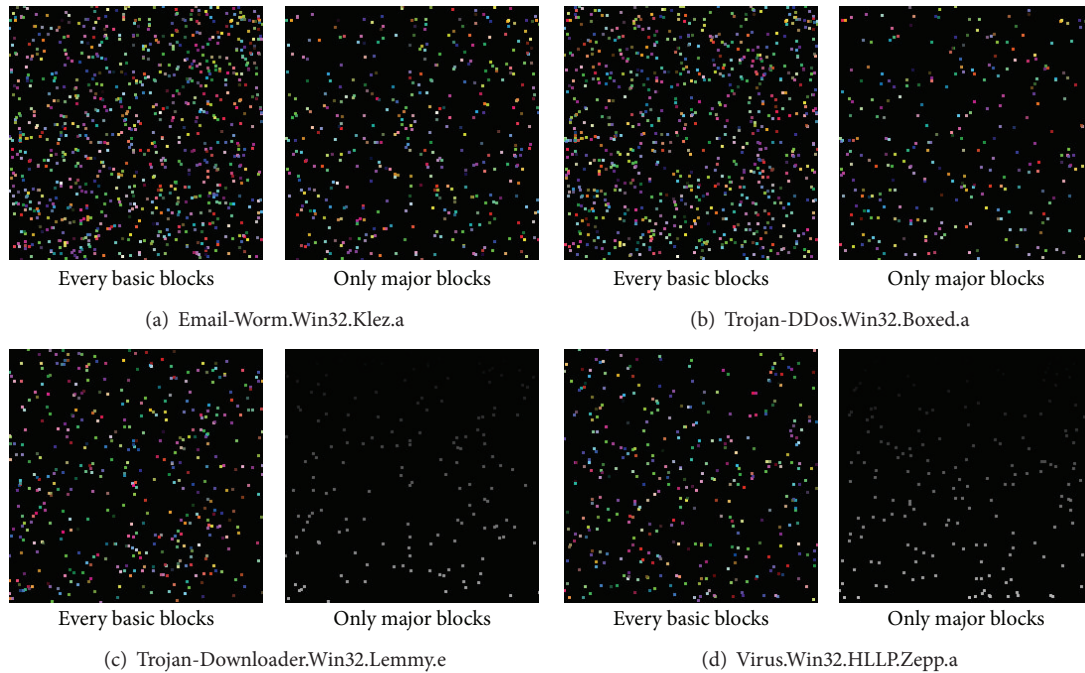 Every basic blocks
Only major blocks
Every basic blocks
Only major blocks
(a) Email-Worm.Win32.Klez.a
(b) Trojan-DDos.Win32.Boxed.a
Every basic blocks
Only major blocks
Every basic blocks
Only major blocks
(c) Trojan-Downloader.Win32.Lemmy.e
(d) Virus.Win32.HLLP.Zepp.a